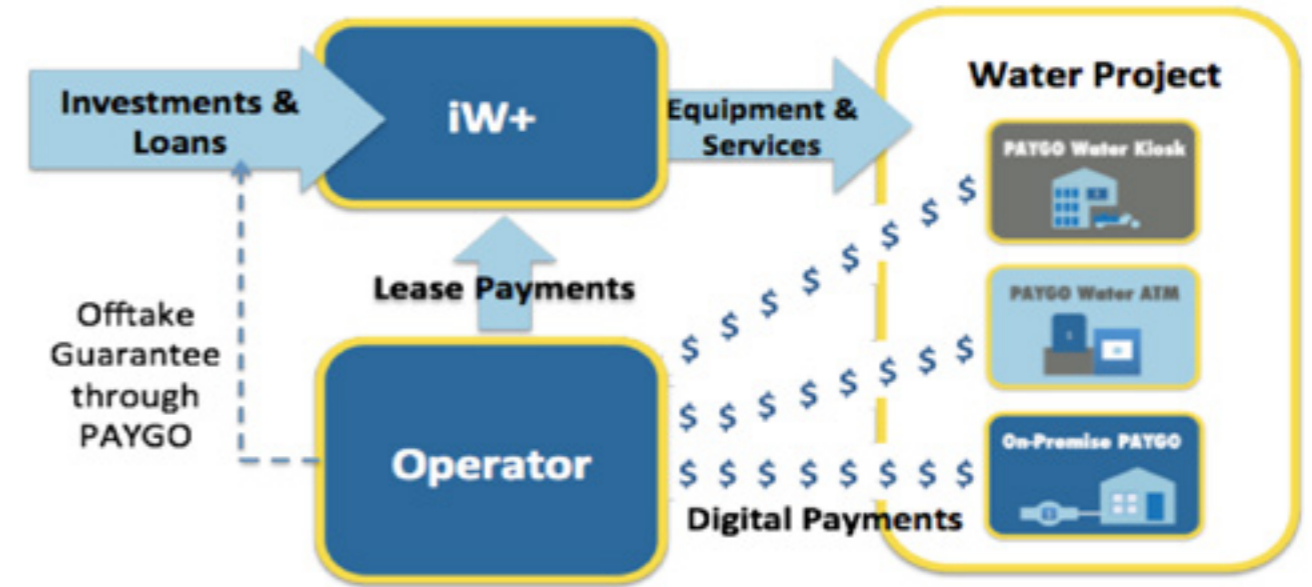 Investments &
Loans
iW+
Equipment &
Services
Water Project
PAYGO Water Kiosk
PAYGO Water ATM
On-Premise PAYGO
Lease Payments
Offtake
Guarantee
through
PAYGO
Operator
$ $ $ $ $ $ $ $
$ $ $ $ $ $ $ $
$ $ $ $ $ $ $ $
Digital Payments